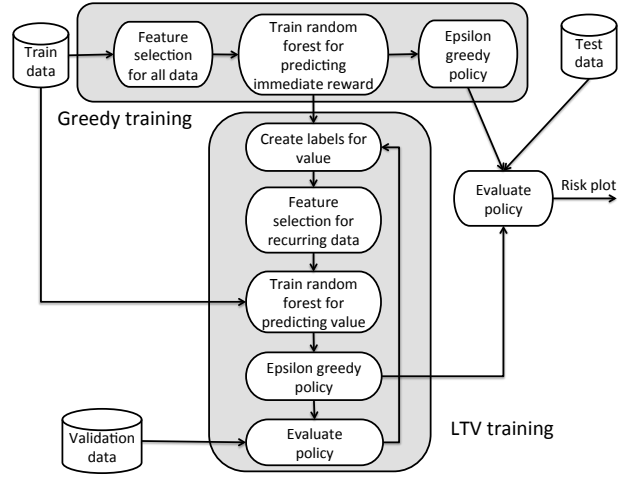 Train
data
Feature
selection
for all data
Train random
forest for
predicting
immediate reward
Epsilon
greedy
policy
Test
data
Greedy training
Create labels for
value
Feature
selection for
recurring data
Train random
forest for
predicting value
Epsilon greedy
policy
Evaluate
policy
Validation
data
LTV training
Evaluate
policy
Risk plot